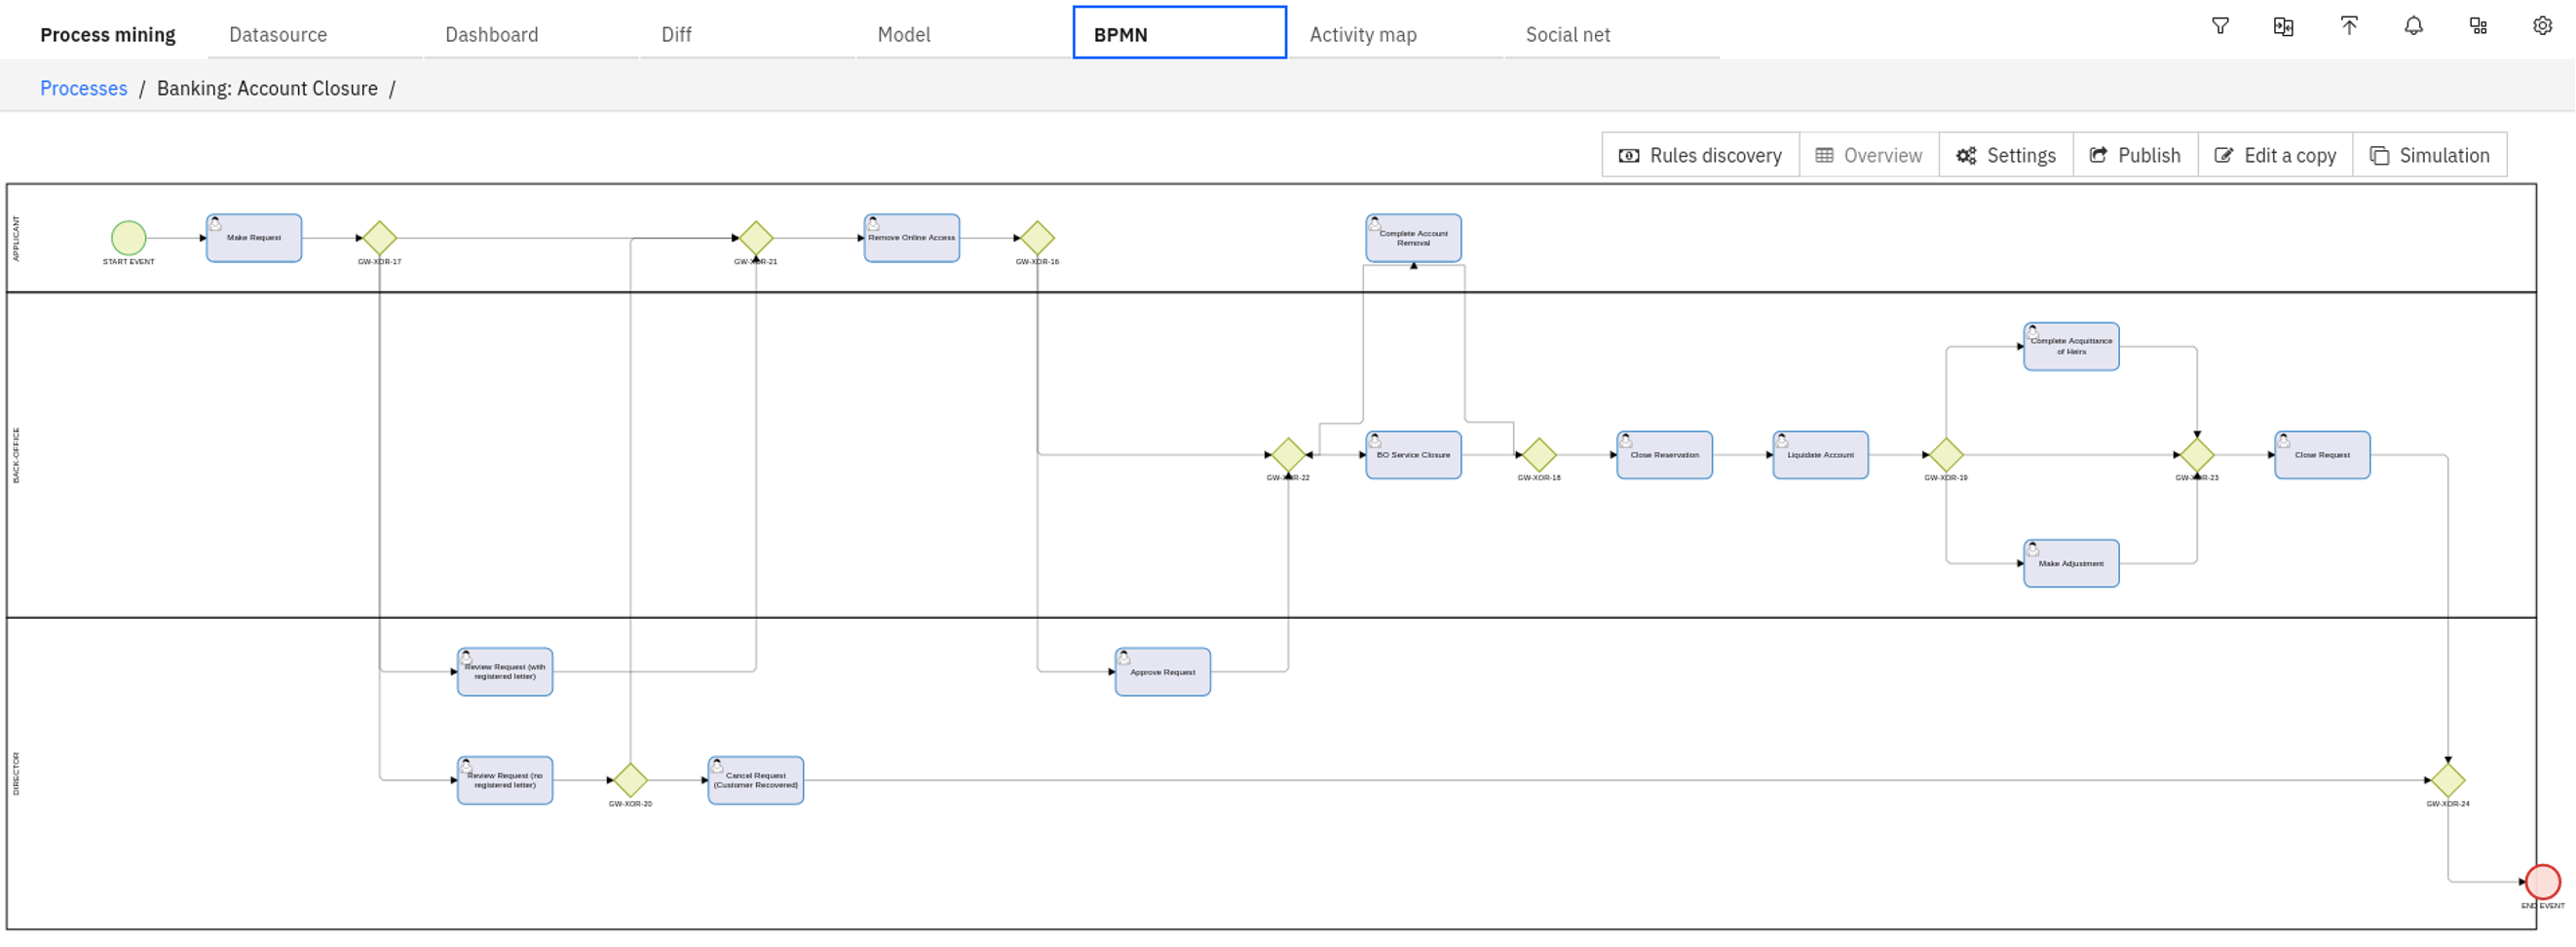 Process mining
Datasource
Dashboard
Diff
Model
BPMN
Activity map
Social net
Processes / Banking: Account Closure /
Rules discovery
Overview
Settings
Publish
Edit a copy
Simulation
APPLICANT
START EVENT
Make Request
GW-XOR-17
GW-XOR-21
Remove Online Access
GW-XOR-16
Complete Account
Removal
BACK-OFFICE
Complete Acquittance
of Heirs
GW-XOR-22
BO Service Closure
GW-XOR-18
Close Reservation
Liquidate Account
GW-XOR-19
GW-XOR-23
Close Request
Make Adjustment
DIRECTOR
Review Request (with
registered letter)
Approve Request
Review Request (no
registered letter)
GW-XOR-20
Cancel Request
(Customer Recovered)
GW-XOR-24
END EVENT